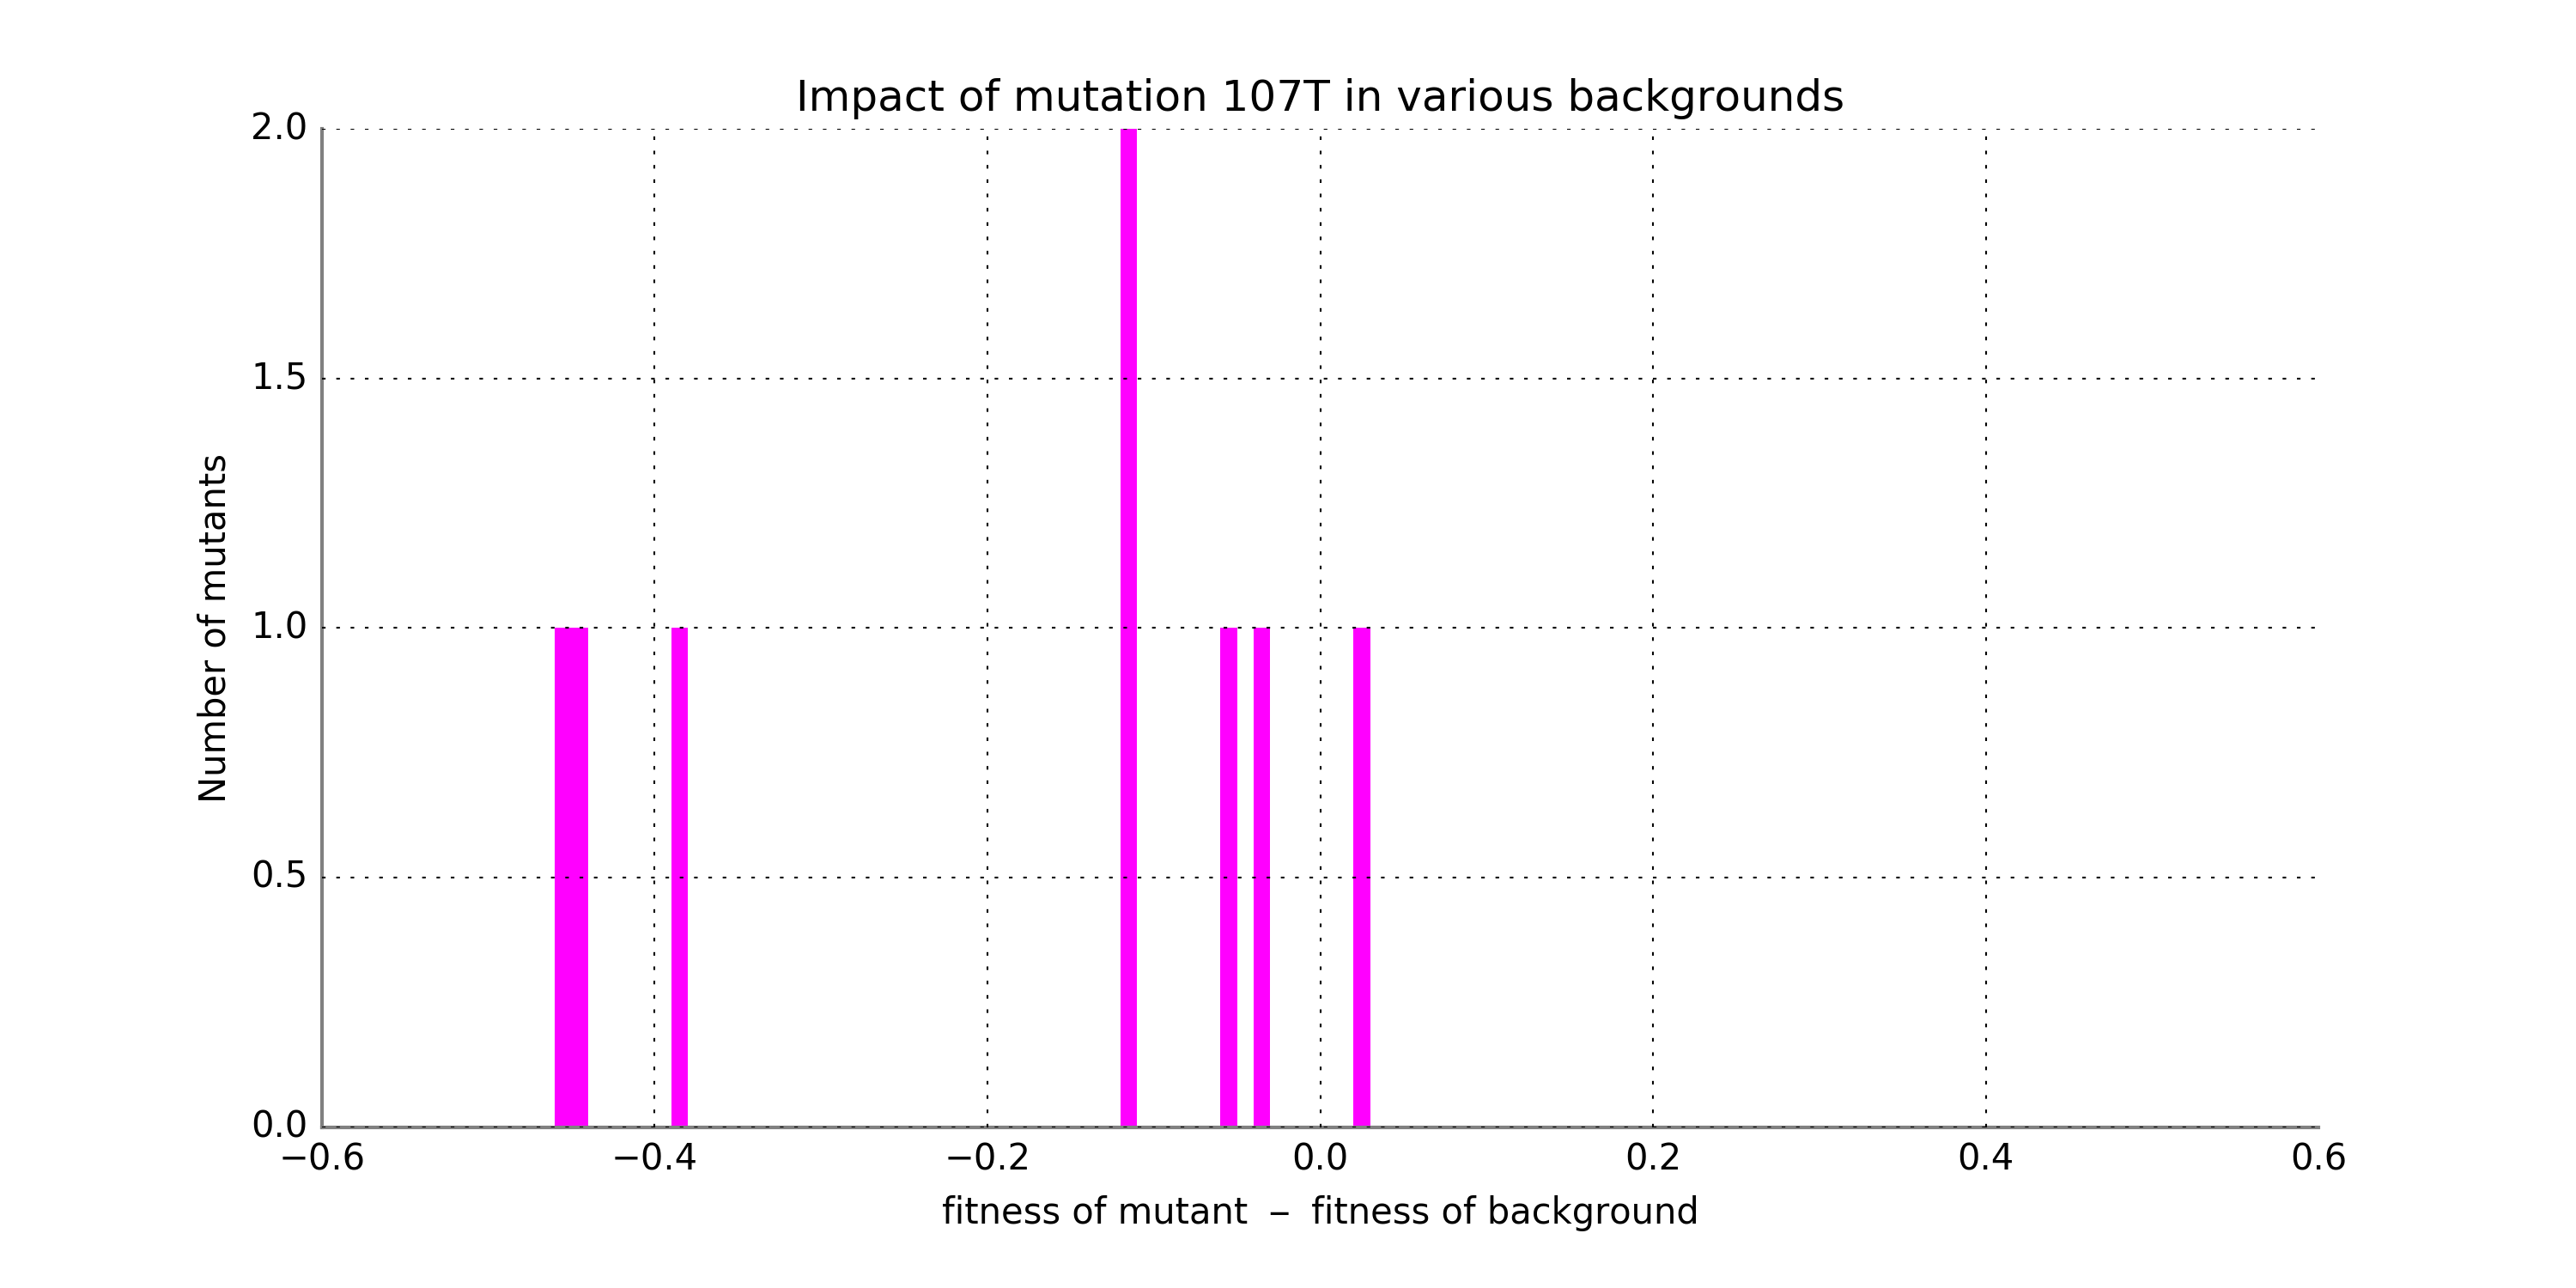 Impact of mutation 107T in various backgrounds
2.0
1.5
1.0
0.5
0.0
Number of mutants
−0.6 −0.4 −0.2 0.0 0.2 0.4 0.6
fitness of mutant − fitness of background